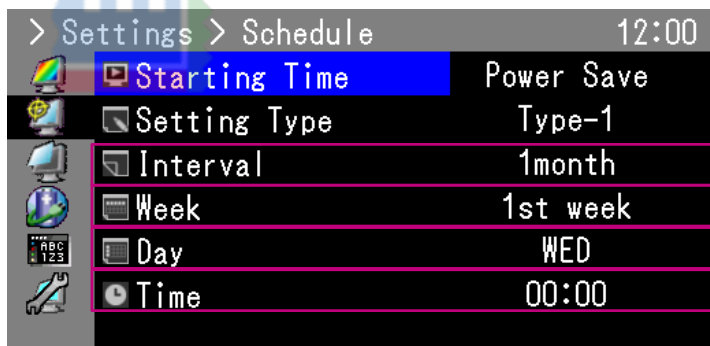 > Settings > Schedule 12:00
Starting Time Power Save
Setting Type Type-1
Interval 1month
Week 1st week
ABC
123
Day WED
Time 00:00